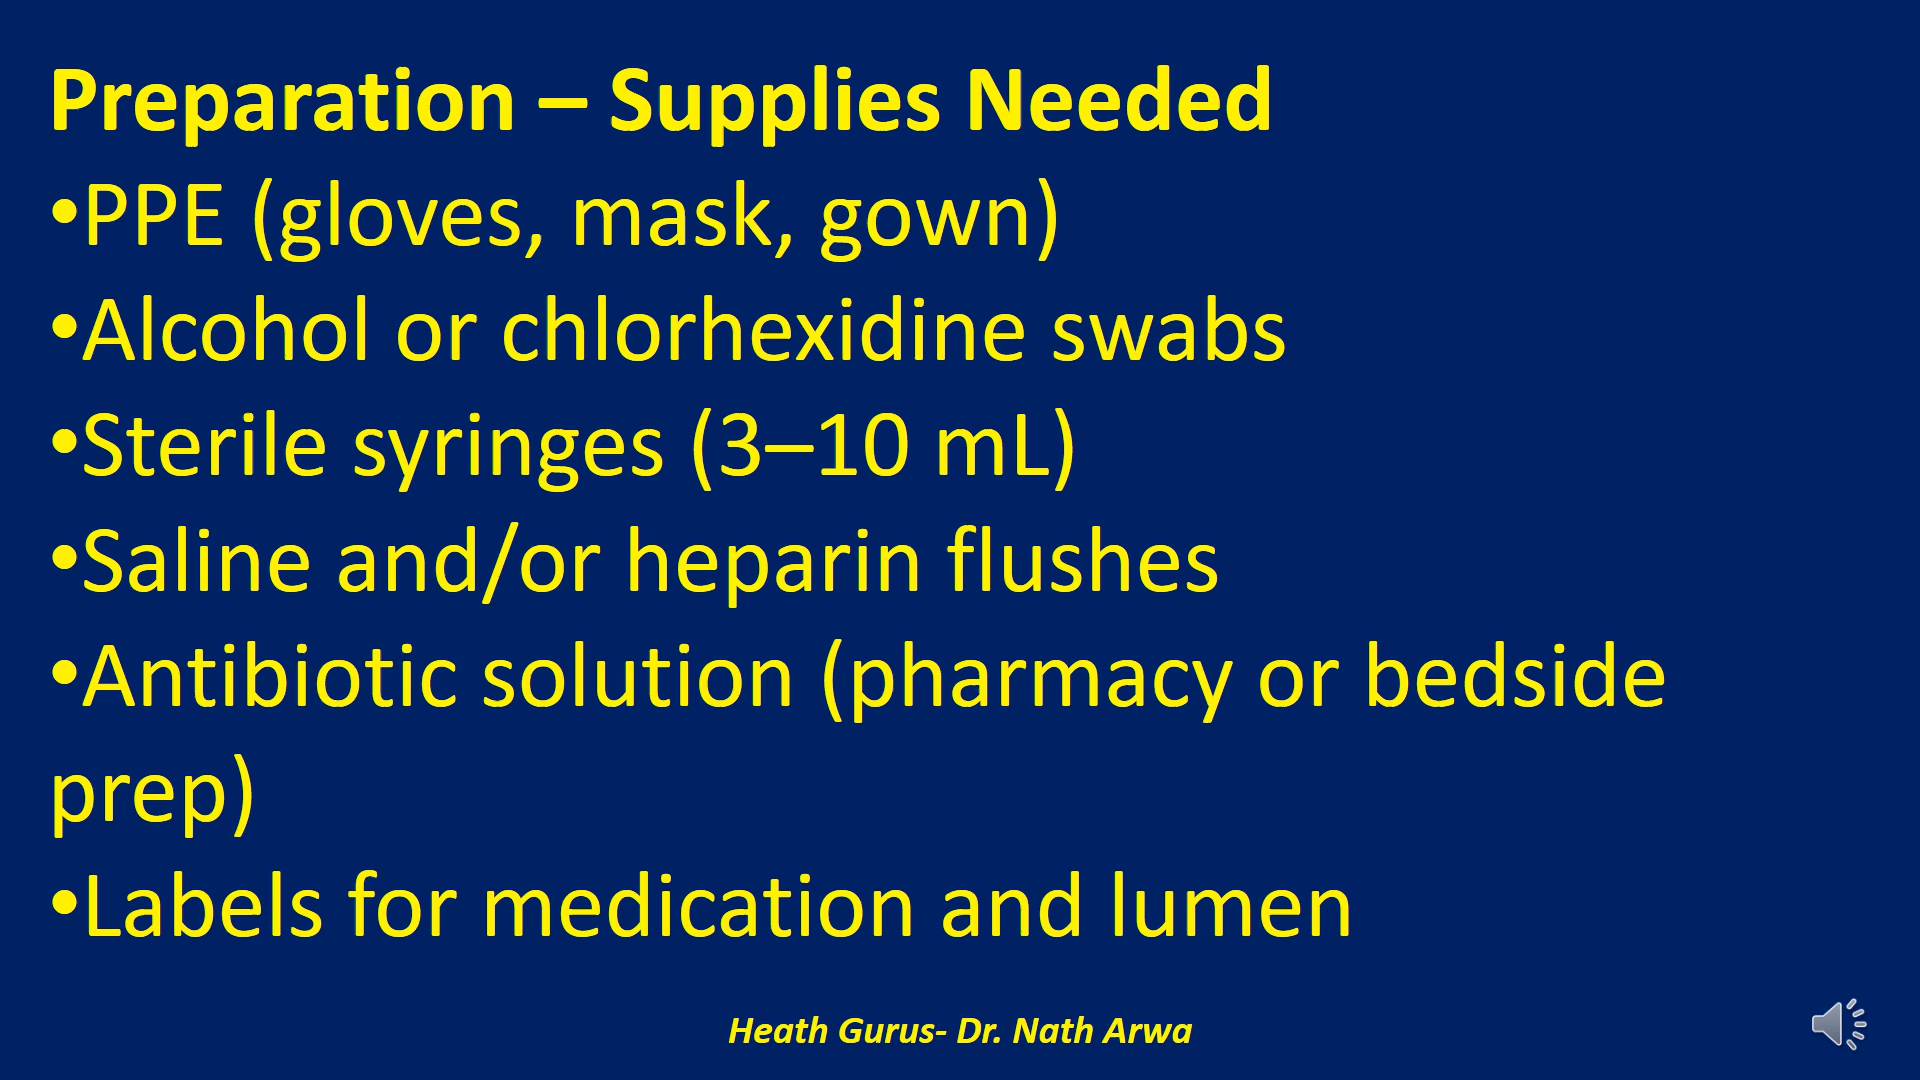 Preparation – Supplies Needed
•PPE (gloves, mask, gown)
•Alcohol or chlorhexidine swabs
•Sterile syringes (3–10 mL)
•Saline and/or heparin flushes
•Antibiotic solution (pharmacy or bedside
prep)
•Labels for medication and lumen
Heath Gurus- Dr. Nath Arwa